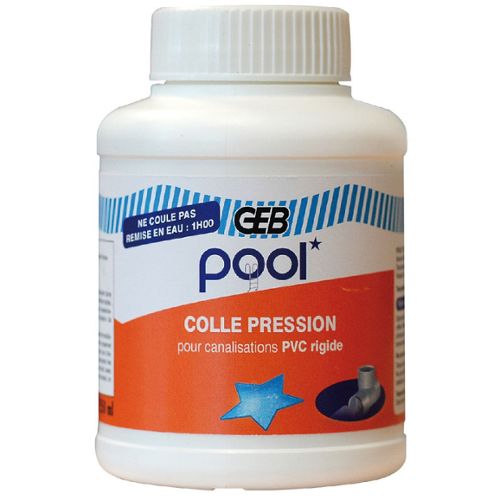 NE COULE PAS
REMISE EN EAU : 1H00
GEB
pool
COLLE PRESSION
pour canalisations PVC rigide